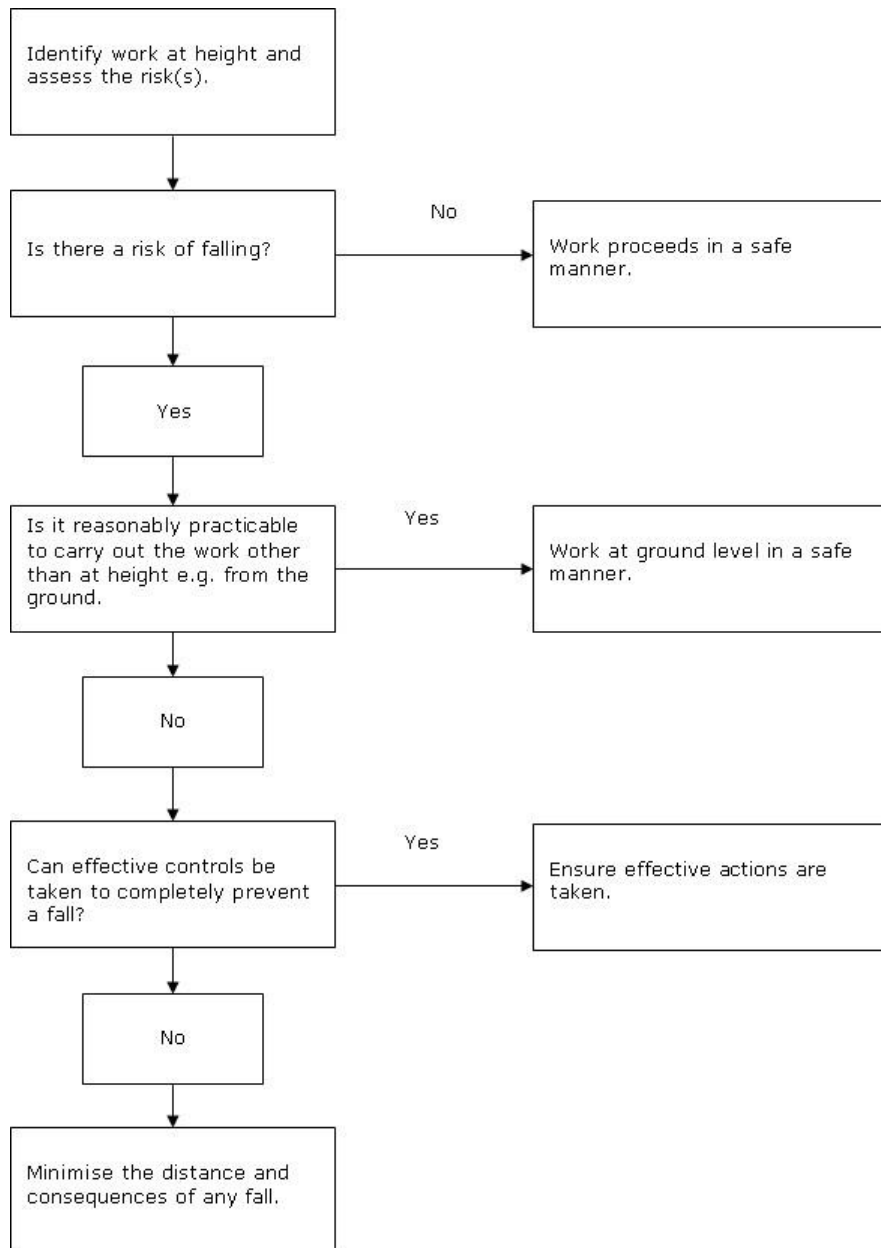 Identify work at height and
assess the risk(s).
Is there a risk of falling?
No
Work proceeds in a safe
manner.
Yes
Is it reasonably practicable
to carry out the work other
than at height e.g. from the
ground.
Yes
Work at ground level in a safe
manner.
No
Can effective controls be
taken to completely prevent
a fall?
Yes
Ensure effective actions are
taken.
No
Minimise the distance and
consequences of any fall.